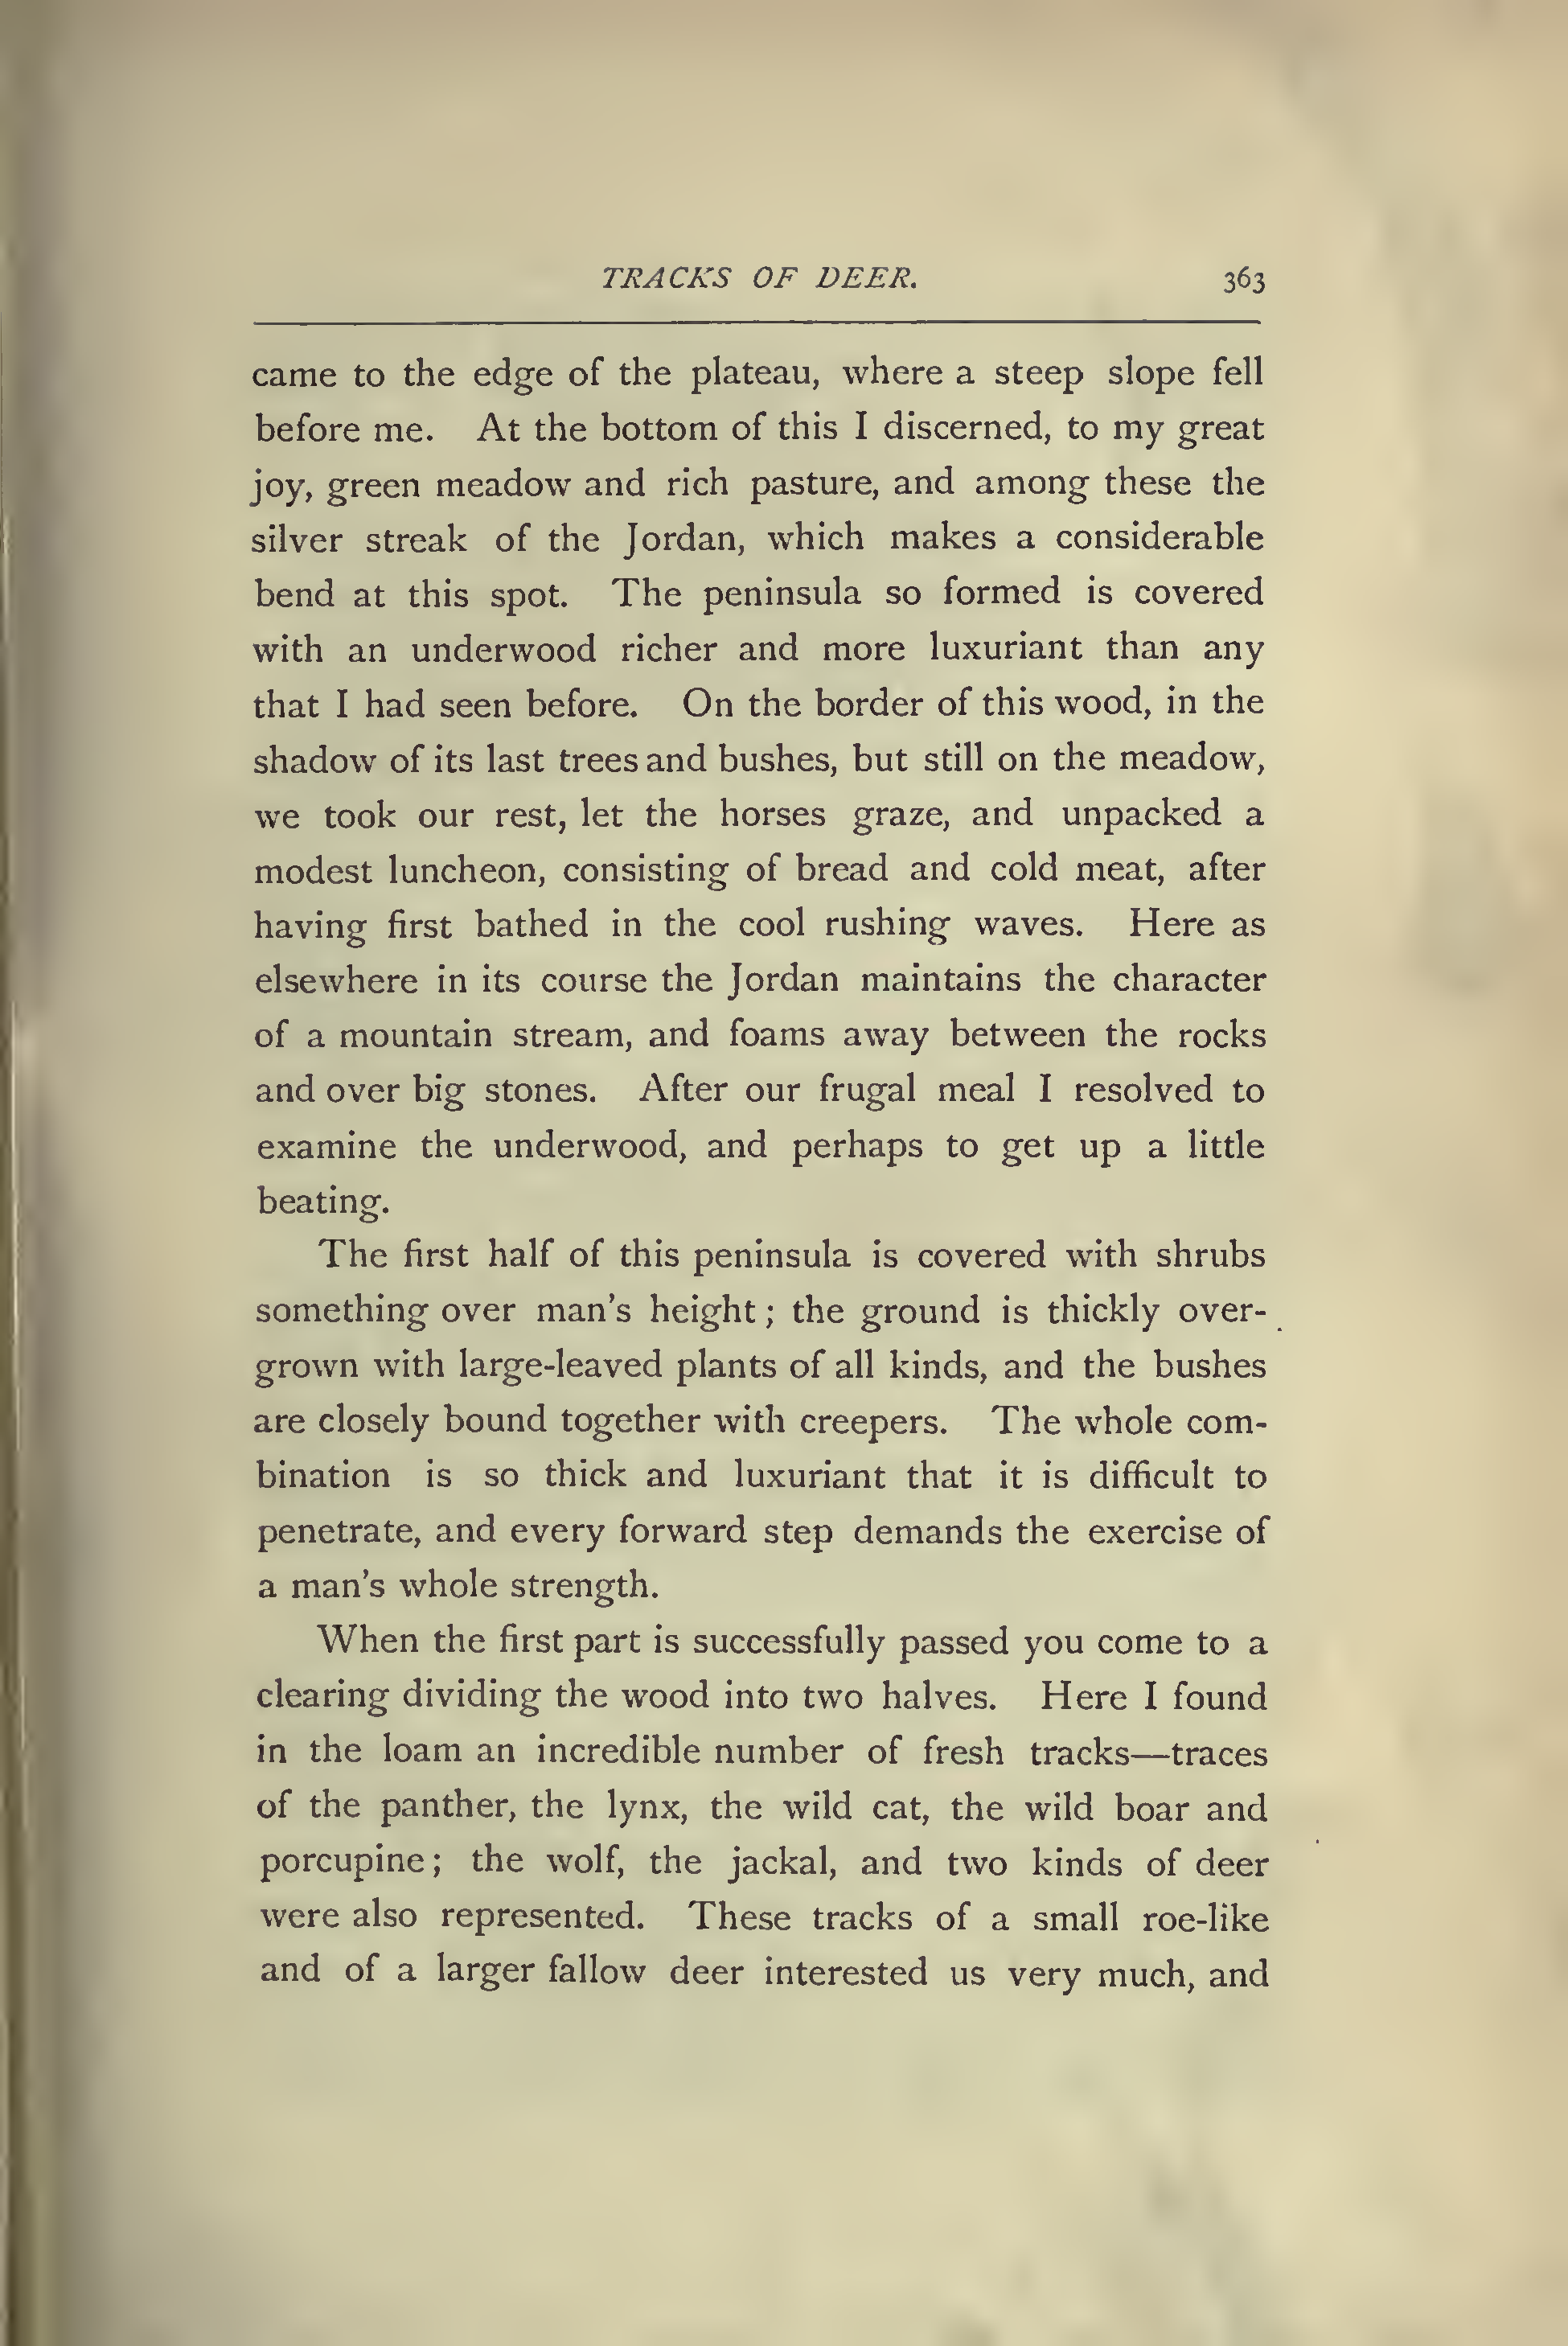 TRACKS OF DEER. 363
came to the edge of the plateau, where a steep slope fell
before me. At the bottom of this I discerned, to my great
joy, green meadow and rich pasture, and among these the
silver streak of the Jordan, which makes a considerable
bend at this spot. The peninsula so formed is covered
with an underwood richer and more luxuriant than any
that I had seen before. On the border of this wood, in the
shadow of its last trees and bushes, but still on the meadow,
we took our rest, let the horses graze, and unpacked a
modest luncheon, consisting of bread and cold meat, after
having first bathed in the cool rushing waves. Here as
elsewhere in its course the Jordan maintains the character
of a mountain stream, and foams away between the rocks
and over big stones. After our frugal meal I resolved to
examine the underwood, and perhaps to get up a little
beating.
The first half of this peninsula is covered with shrubs
something over man's height; the ground is thickly over-
grown with large-leaved plants of all kinds, and the bushes
are closely bound together with creepers. The whole com-
bination is so thick and luxuriant that it is difficult to
penetrate, and every forward step demands the exercise of
a man's whole strength.
When the first part is successfully passed you come to a
clearing dividing the wood into two halves. Here I found
in the loam an incredible number of fresh tracks—traces
of the panther, the lynx, the wild cat, the wild boar and
porcupine; the wolf, the jackal, and two kinds of deer
were also represented. These tracks of a small roe-like
and of a larger fallow deer interested us very much, and